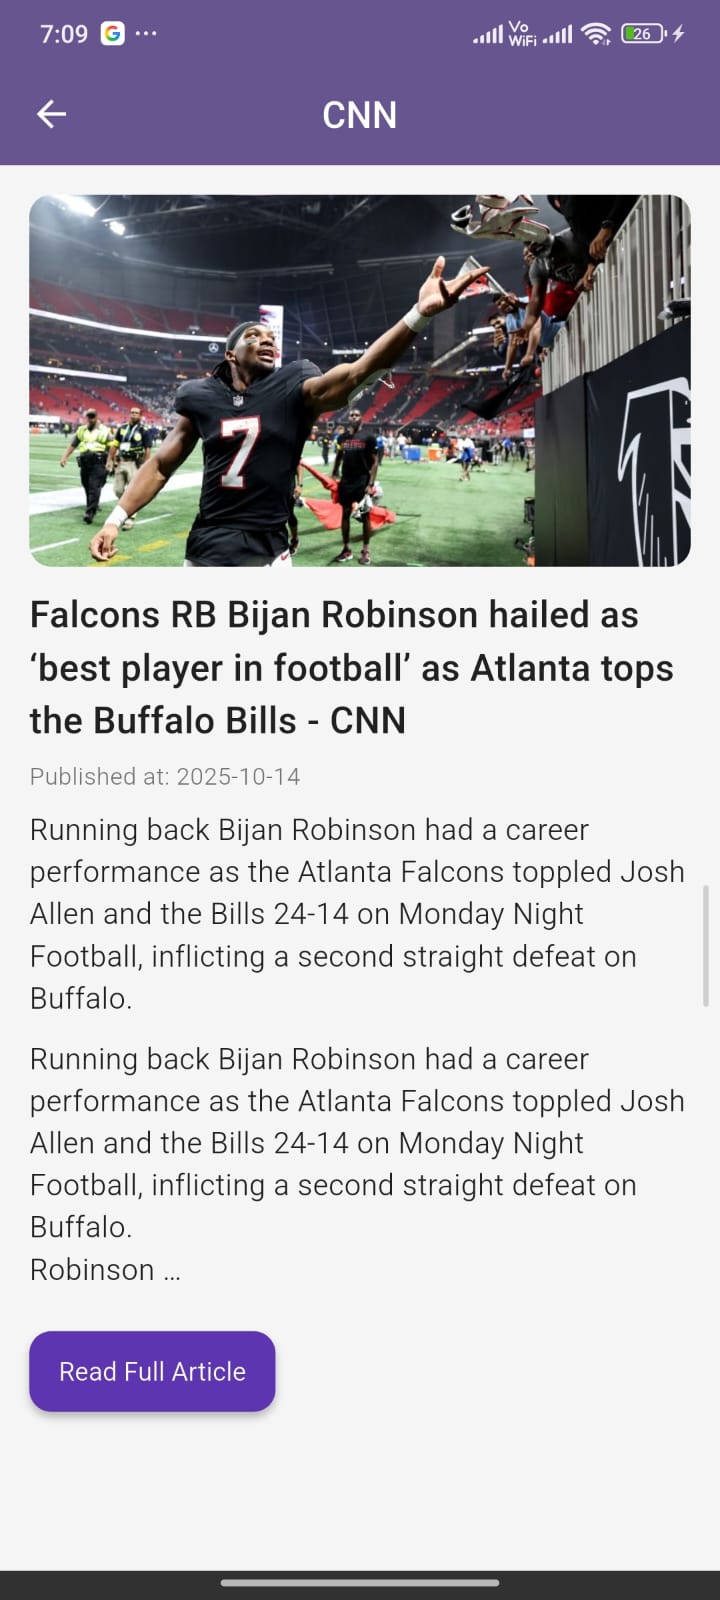 7:09
Vo
WiFi
26
CNN
7
Falcons RB Bijan Robinson hailed as
‘best player in football’ as Atlanta tops
the Buffalo Bills - CNN
Published at: 2025-10-14
Running back Bijan Robinson had a career
performance as the Atlanta Falcons toppled Josh
Allen and the Bills 24-14 on Monday Night
Football, inflicting a second straight defeat on
Buffalo.
Running back Bijan Robinson had a career
performance as the Atlanta Falcons toppled Josh
Allen and the Bills 24-14 on Monday Night
Football, inflicting a second straight defeat on
Buffalo.
Robinson …
Read Full Article